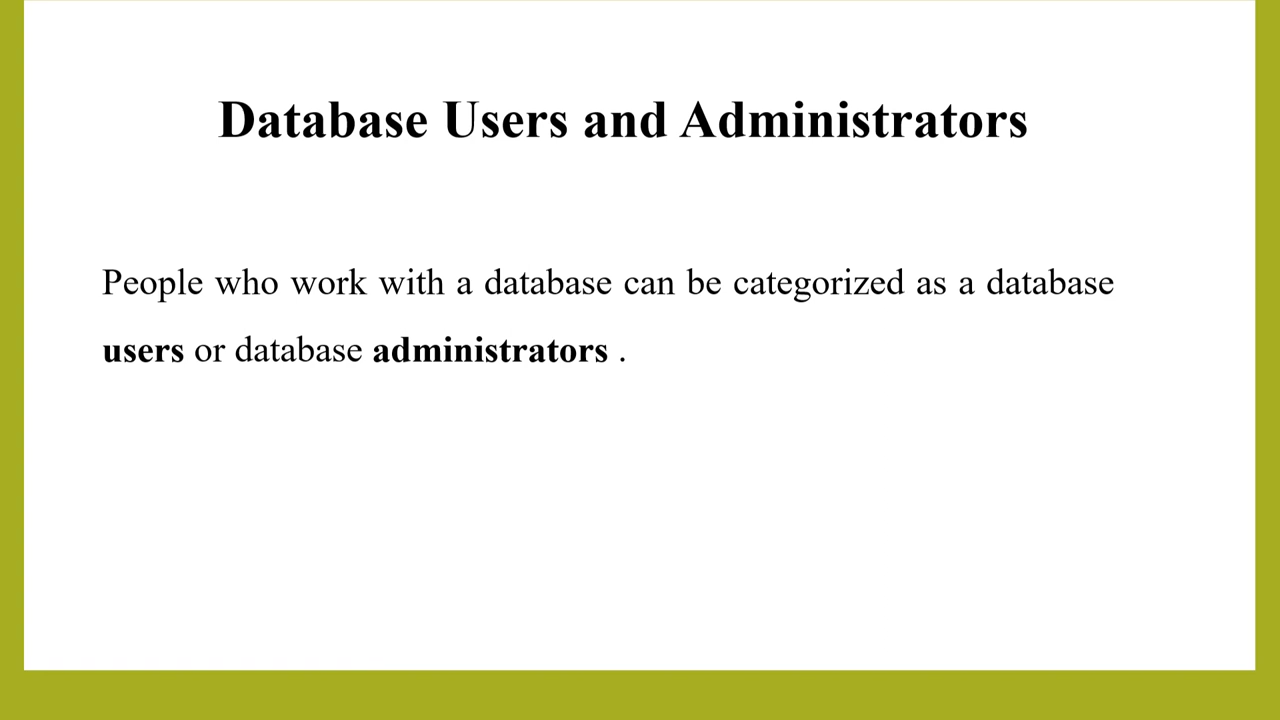 Database Users and Administrators
People who work with a database can be categorized as a database
users or database administrators .